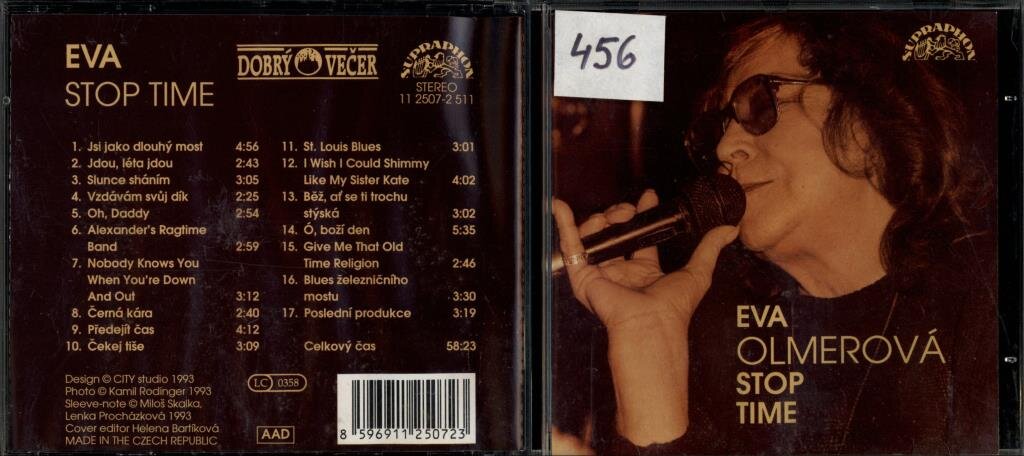 EVA
STOP TIME
DOBRÝ VEČER
SUPRAPHON
STEREO
11 2507-2 511
1. Jsi jako dlouhý most 4:56
2. Jdou, léta jdou 2:43
3. Slunce sháním 3:05
4. Vzdávám svůj dík 2:25
5. Oh, Daddy 2:54
6. Alexander's Ragtime
Band 2:59
7. Nobody Knows You
When You're Down
And Out 3:12
8. Černá kára 2:40
9. Předejít čas 4:12
10. Čekej tiše 3:09
11. St. Louis Blues 3:01
12. I Wish I Could Shimmy
Like My Sister Kate 4:02
13. Běž, ať se ti trochu
stýská 3:02
14. Ó, boží den 5:35
15. Give Me That Old
Time Religion 2:46
16. Blues železničního
mostu 3:30
17. Poslední produkce 3:19
Celkový čas 58:23
Design © CITY studio 1993
Photo © Kamil Rodinger 1993
Sleeve-note © Miloš Skalka,
Lenka Procházková 1993
Cover editor Helena Bartíková
MADE IN THE CZECH REPUBLIC
LC 0358
AAD
8 596911 250723
456
SUPRAPHON
EVA
OLMEROVÁ
STOP
TIME